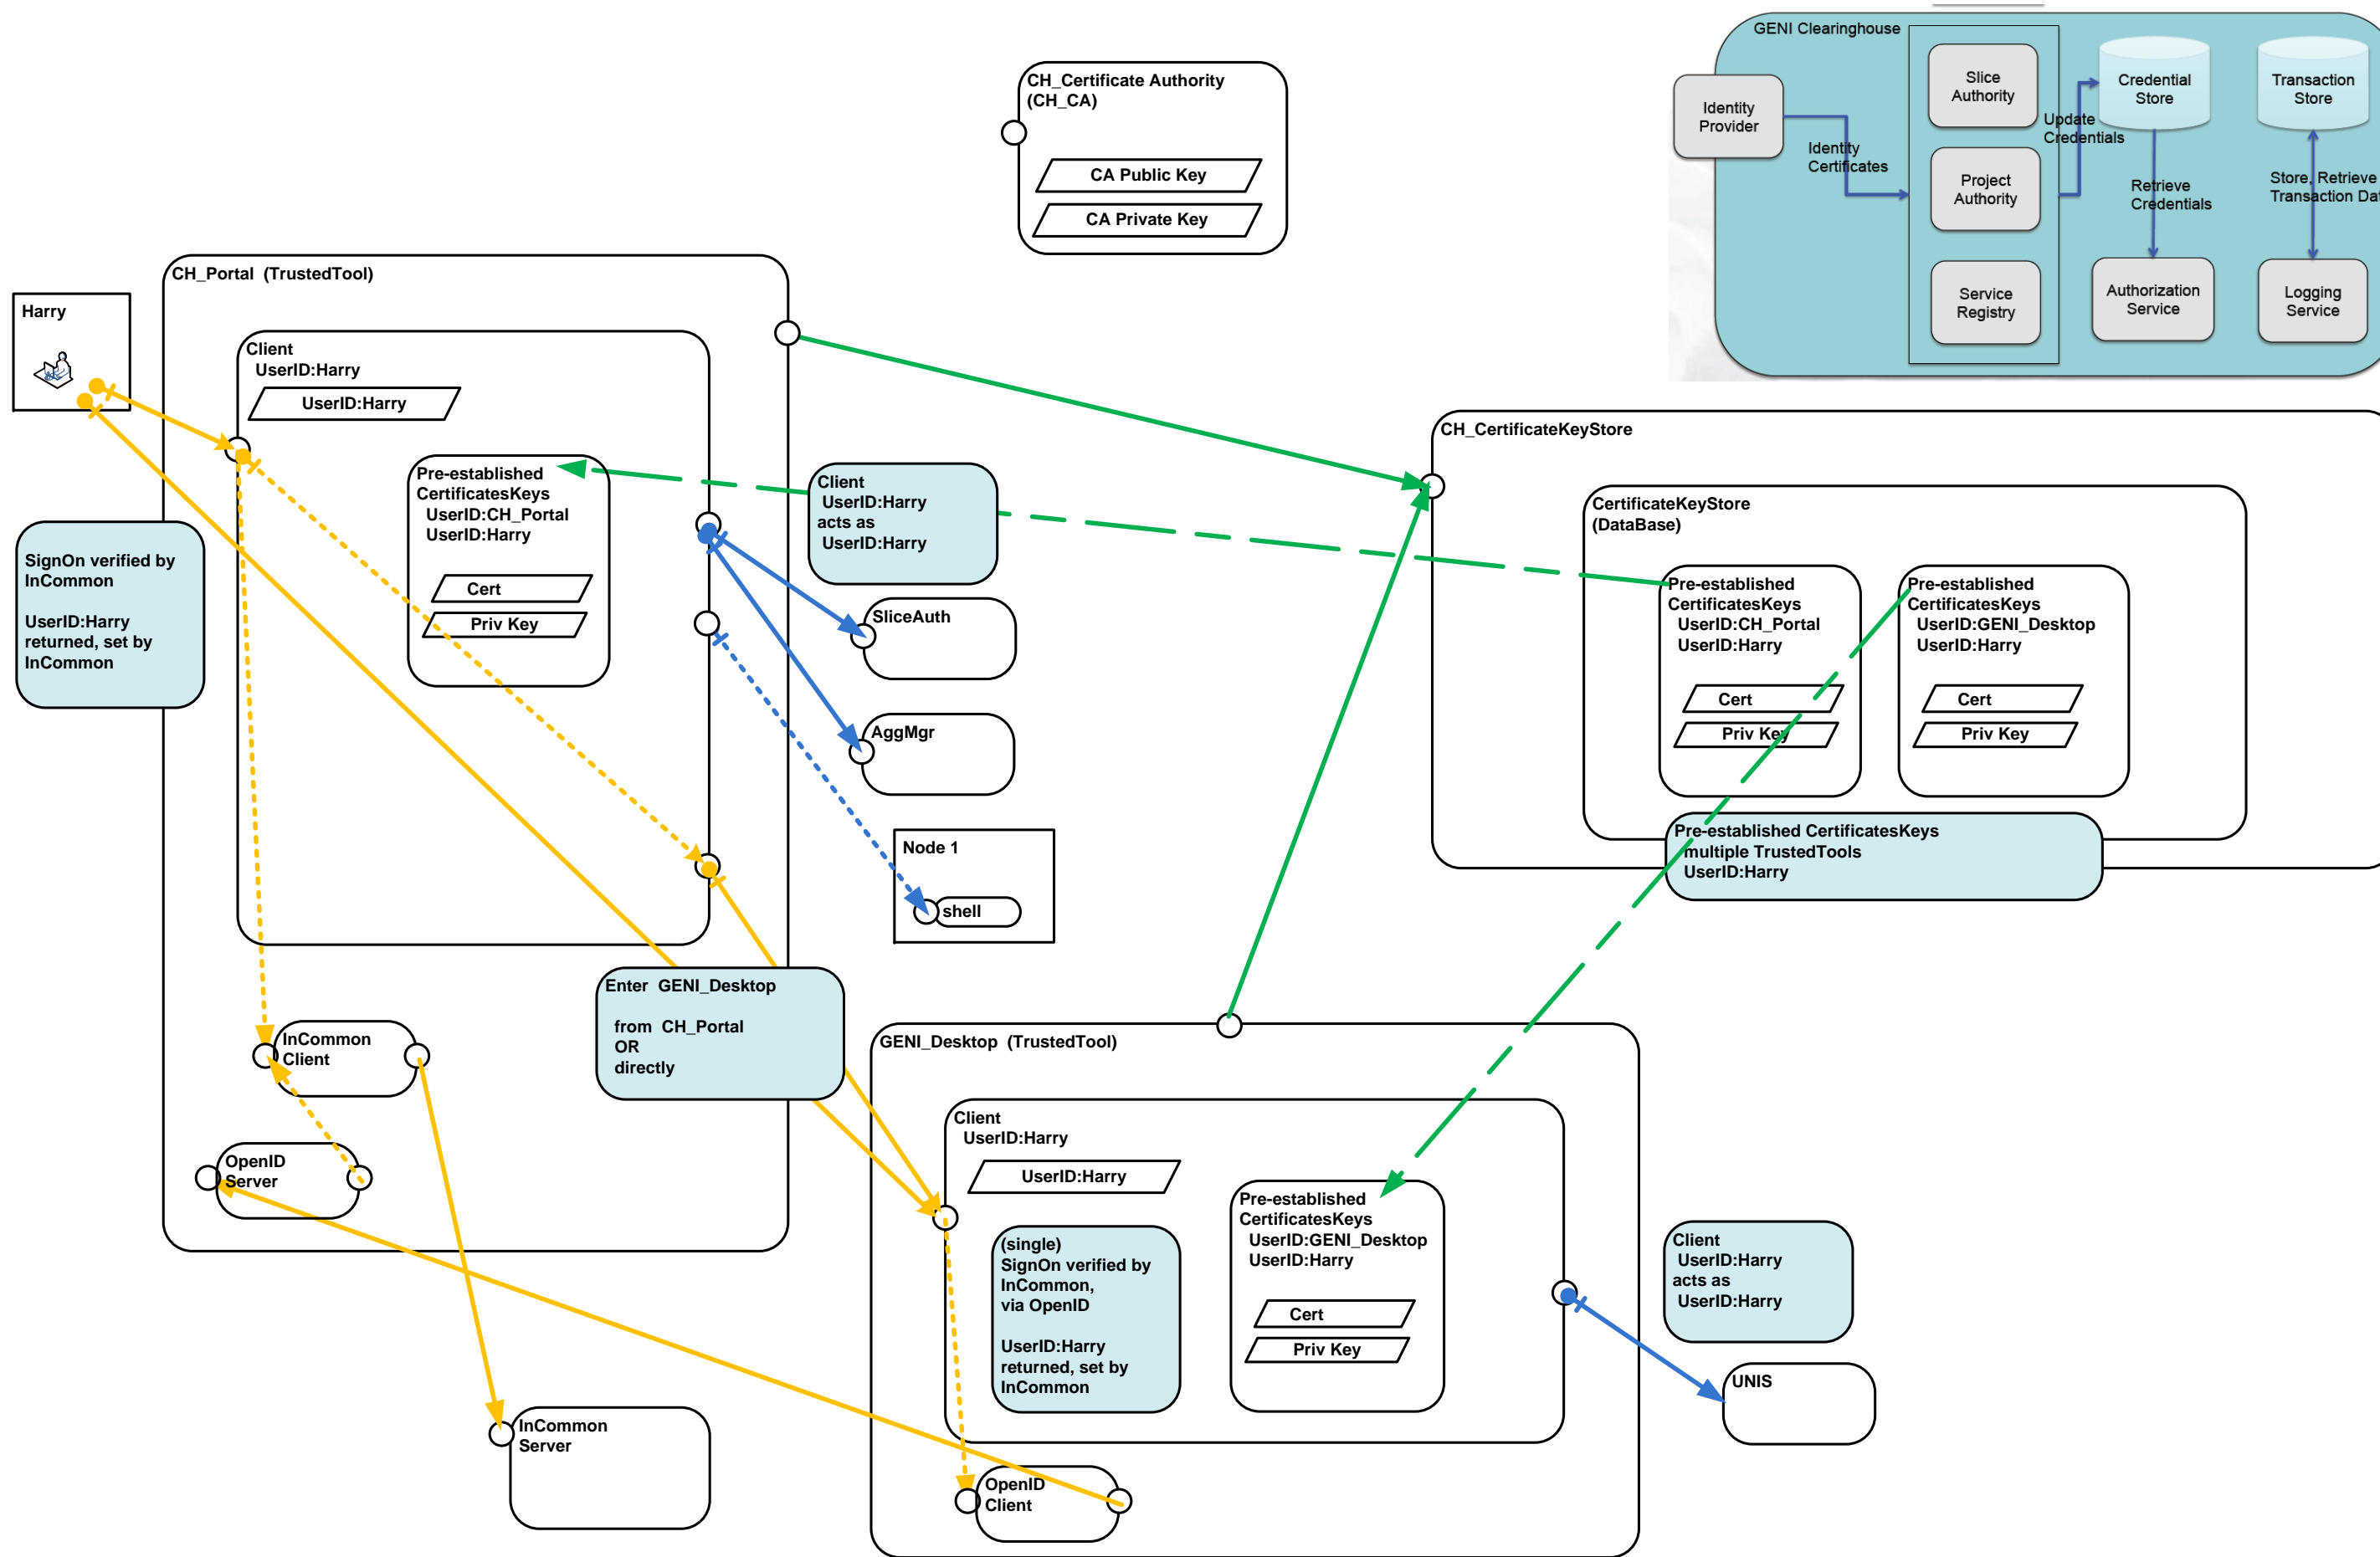 GENI Clearinghouse
Identity
Provider
Identity
Certificates
Slice
Authority
Project
Authority
Service
Registry
Update
Credentials
Credential
Store
Retrieve
Credentials
Authorization
Service
Transaction
Store
Store, Retrieve
Transaction Dat
Logging
Service
CH_Certificate Authority
(CH_CA)
CA Public Key
CA Private Key
CH_Portal (TrustedTool)
Harry
Client
UserID:Harry
UserID:Harry
Pre-established
CertificatesKeys
UserID:CH_Portal
UserID:Harry
Cert
Priv Key
SignOn verified by
InCommon
UserID:Harry
returned, set by
InCommon
Client
UserID:Harry
acts as
UserID:Harry
SliceAuth
AggMgr
Node 1
shell
CH_CertificateKeyStore
CertificateKeyStore
(DataBase)
Pre-established
CertificatesKeys
UserID:CH_Portal
UserID:Harry
Cert
Priv Key
Pre-established
CertificatesKeys
UserID:GENI_Desktop
UserID:Harry
Cert
Priv Key
Pre-established CertificatesKeys
multiple TrustedTools
UserID:Harry
Enter GENI_Desktop
from CH_Portal
OR
directly
InCommon
Client
OpenID
Server
InCommon
Server
GENI_Desktop (TrustedTool)
Client
UserID:Harry
UserID:Harry
(single)
SignOn verified by
InCommon,
via OpenID
UserID:Harry
returned, set by
InCommon
Pre-established
CertificatesKeys
UserID:GENI_Desktop
UserID:Harry
Cert
Priv Key
OpenID
Client
Client
UserID:Harry
acts as
UserID:Harry
UNIS